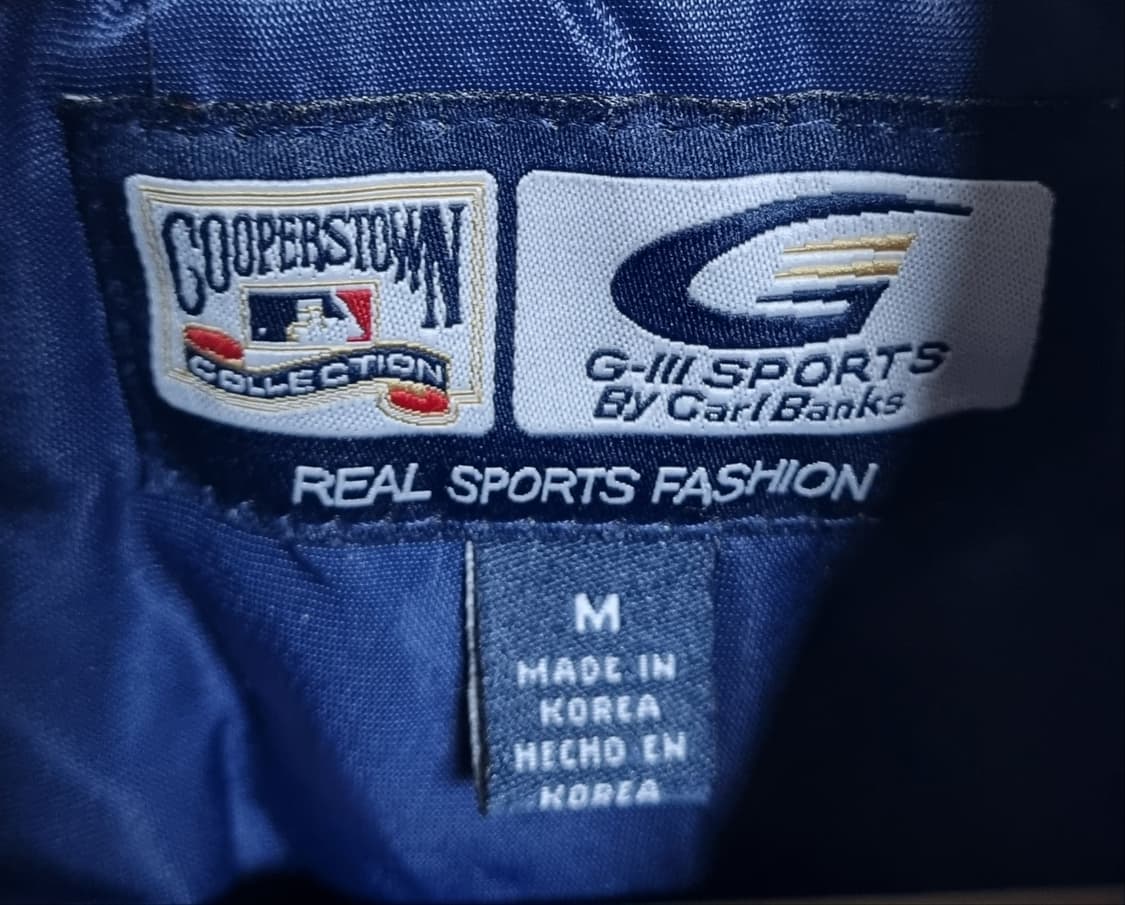 COOPERSTOWN
COLLECTION
G-III SPORTS
By Carl Banks
REAL SPORTS FASHION
M
MADE IN
KOREA
HECHO EN
KOREA